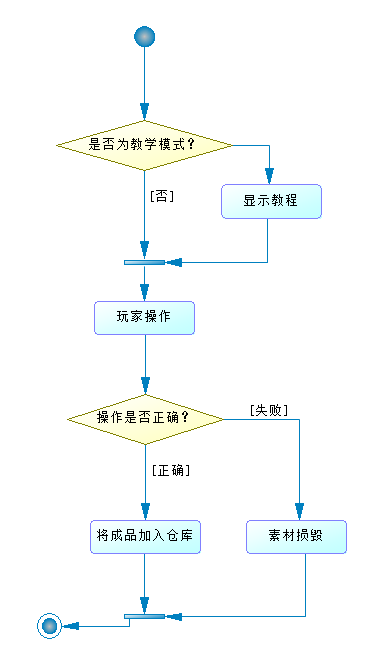 是否为教学模式?
[否]
显示教程
玩家操作
[失败]
操作是否正确?
[正确]
将成品加入仓库
素材损毁